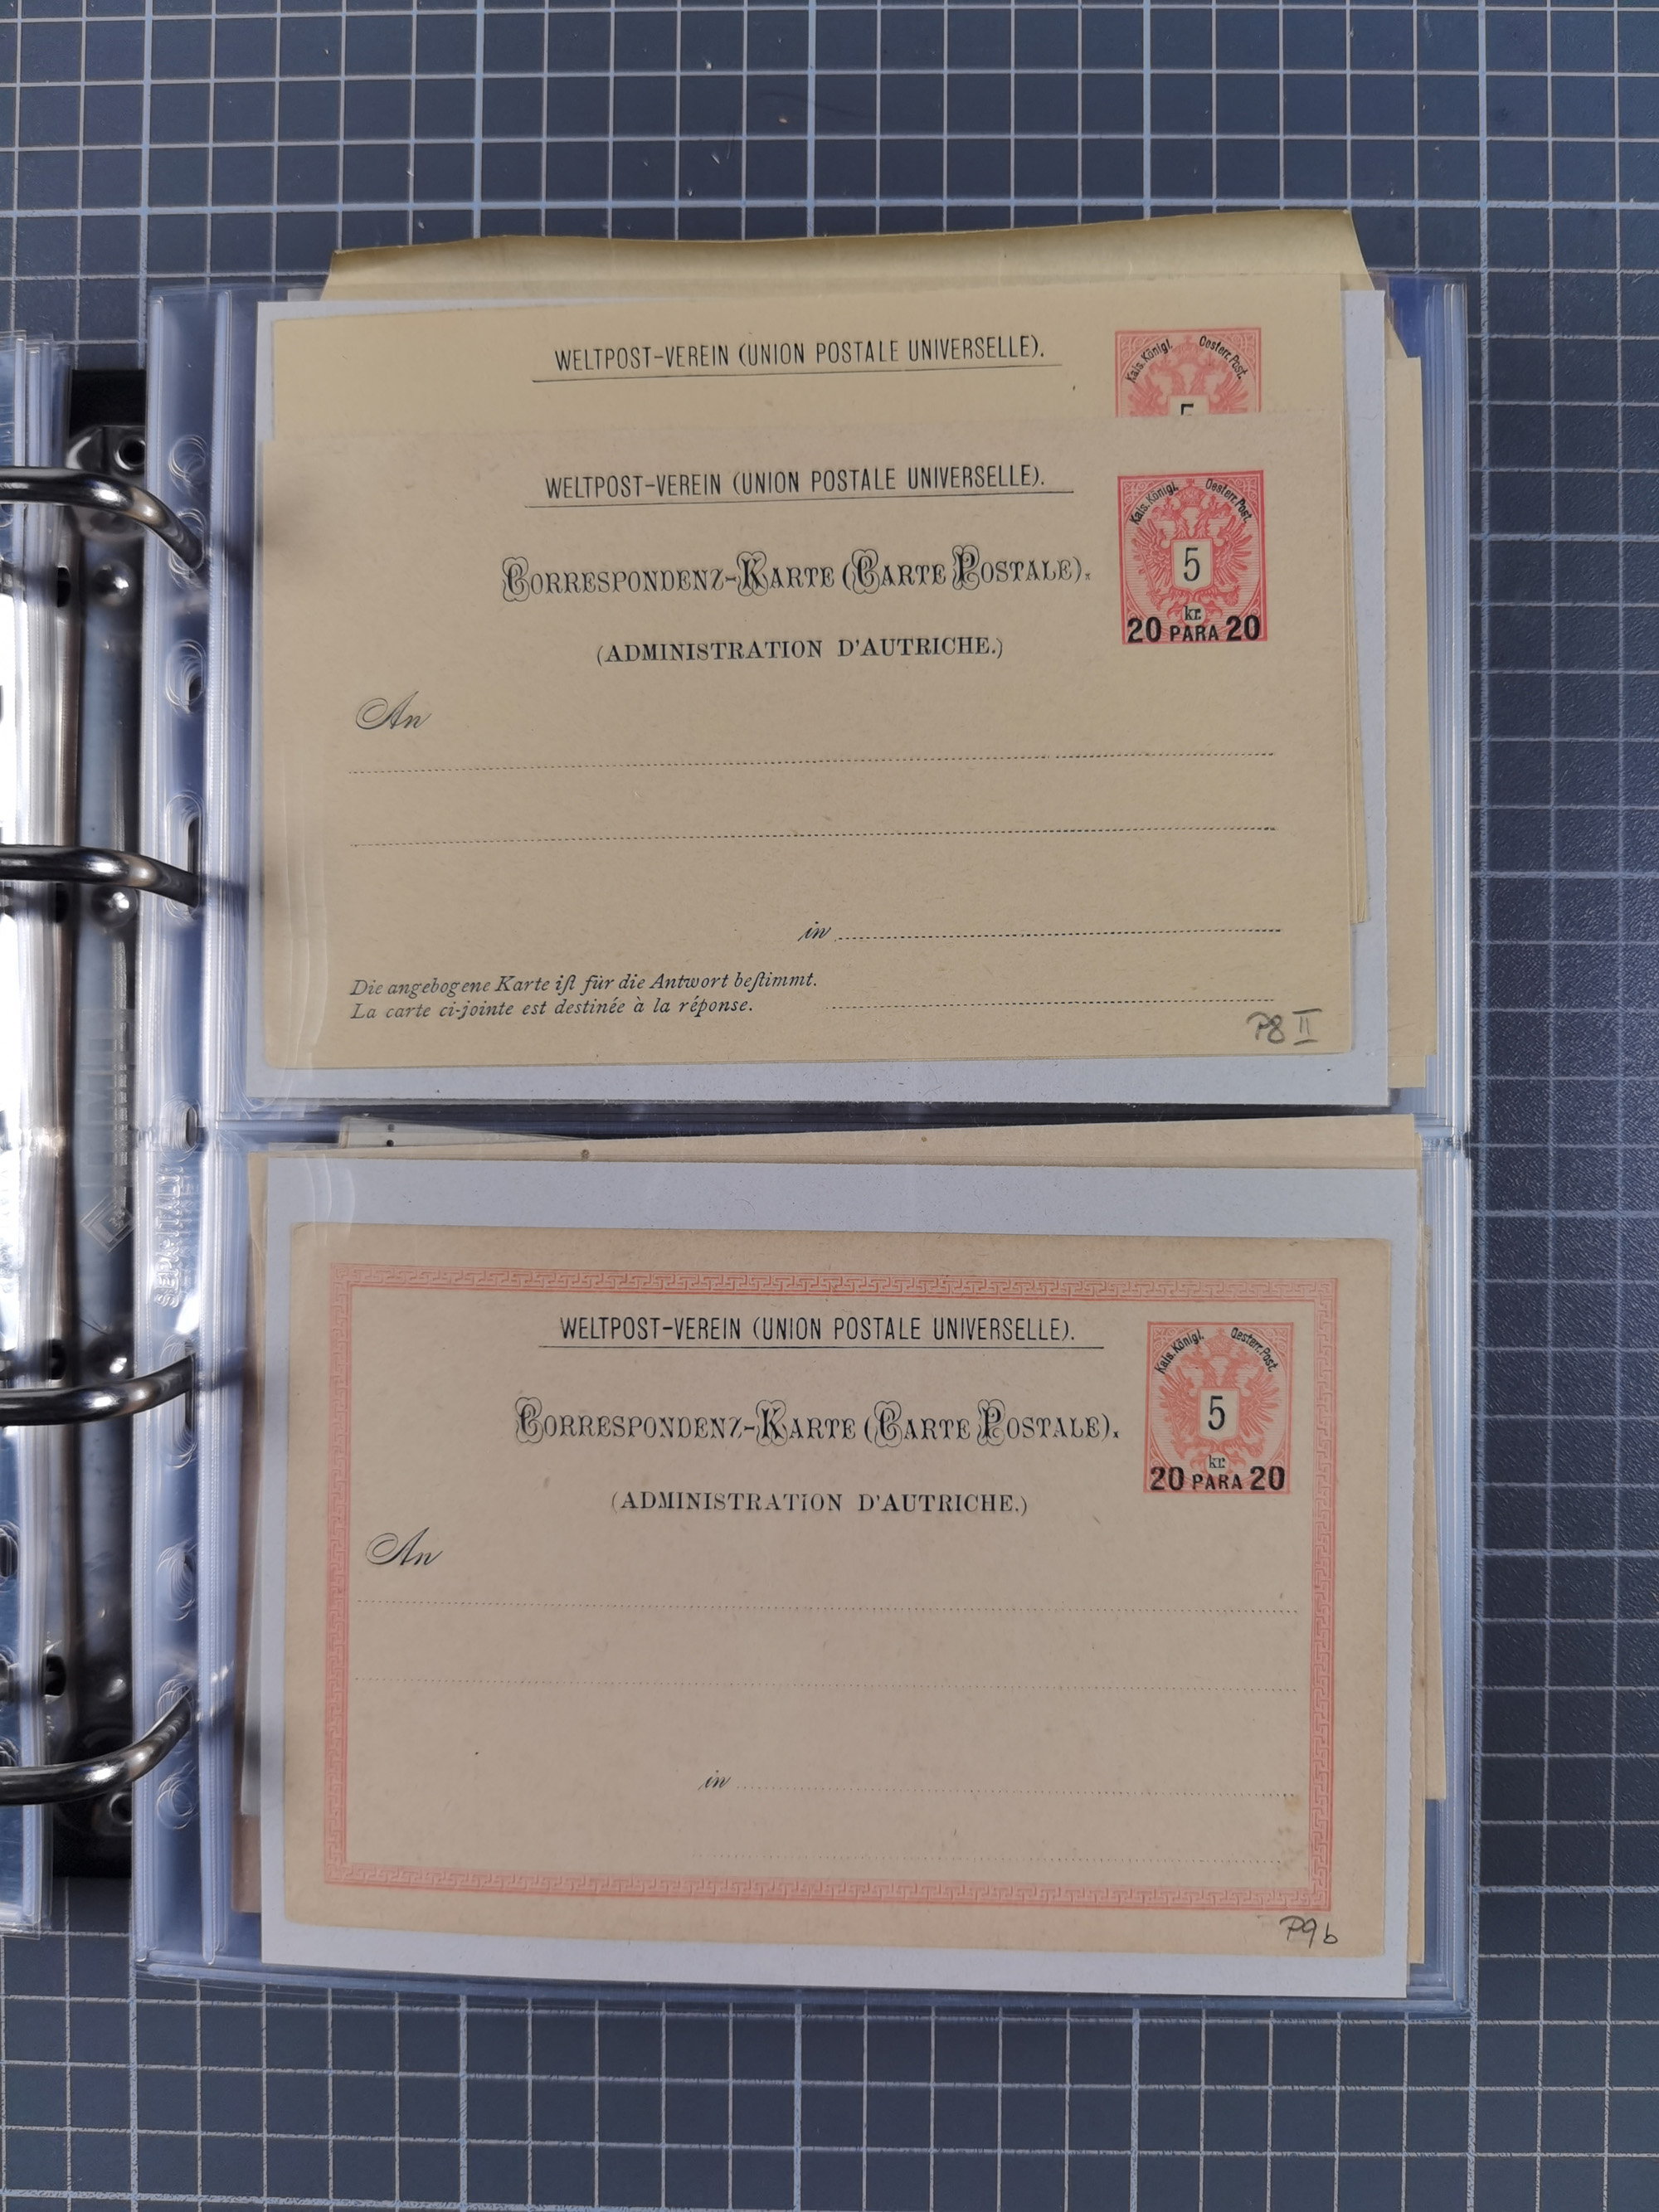 WELTPOST-VEREIN (UNION POSTALE UNIVERSELLE).
Kais. Königl. Oesterr. Post.
5
WELTPOST-VEREIN (UNION POSTALE UNIVERSELLE).
Kais. Königl. Oesterr. Post.
5
kr.
20 PARA 20
CORRESPONDENZ-KARTE (CARTE POSTALE).
(ADMINISTRATION D'AUTRICHE.)
An
in
Die angebogene Karte iſt für die Antwort beſtimmt.
La carte ci-jointe est destinée à la réponse.
P8 II
WELTPOST-VEREIN (UNION POSTALE UNIVERSELLE).
Kais. Königl. Oesterr. Post.
5
kr.
20 PARA 20
CORRESPONDENZ-KARTE (CARTE POSTALE).
(ADMINISTRATION D'AUTRICHE.)
An
in
P9b